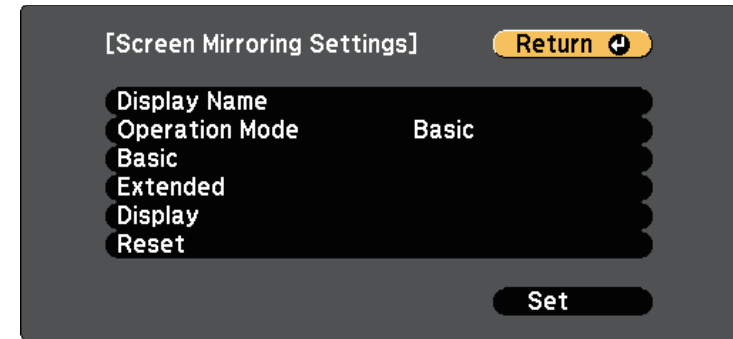 [Screen Mirroring Settings] Return
Display Name
Operation Mode Basic
Basic
Extended
Display
Reset
Set